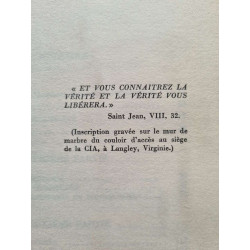 « ET VOUS CONNAITREZ LA
VÉRITÉ ET LA VÉRITÉ VOUS
LIBÉRERA. »
Saint Jean, VIII, 32.
(Inscription gravée sur le mur de
marbre du couloir d'accès au siège
de la CIA, à Langley, Virginie.)